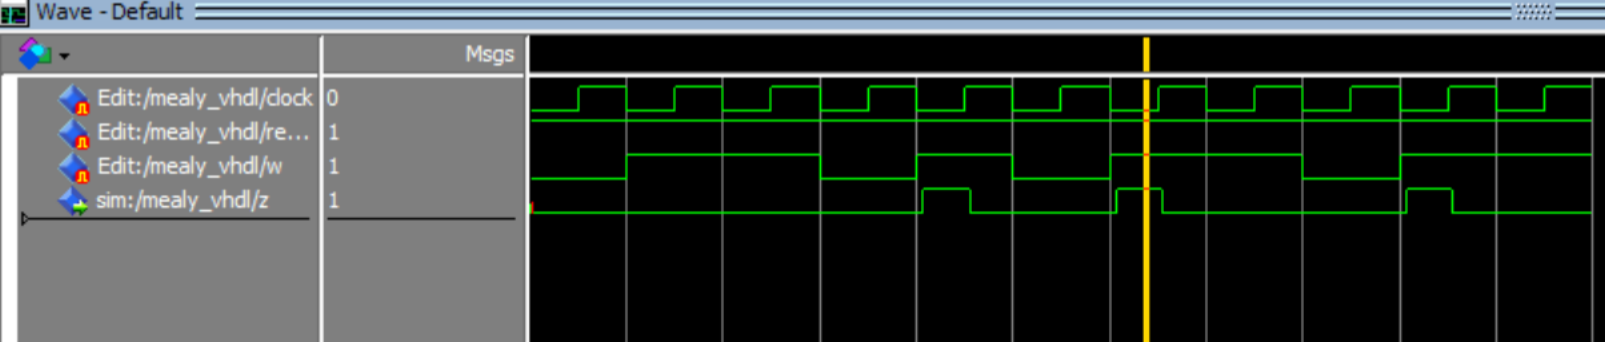 Wave - Default
Msgs
Edit:/mealy_vhdl/clock 0
Edit:/mealy_vhdl/re... 1
Edit:/mealy_vhdl/w 1
sim:/mealy_vhdl/z 1